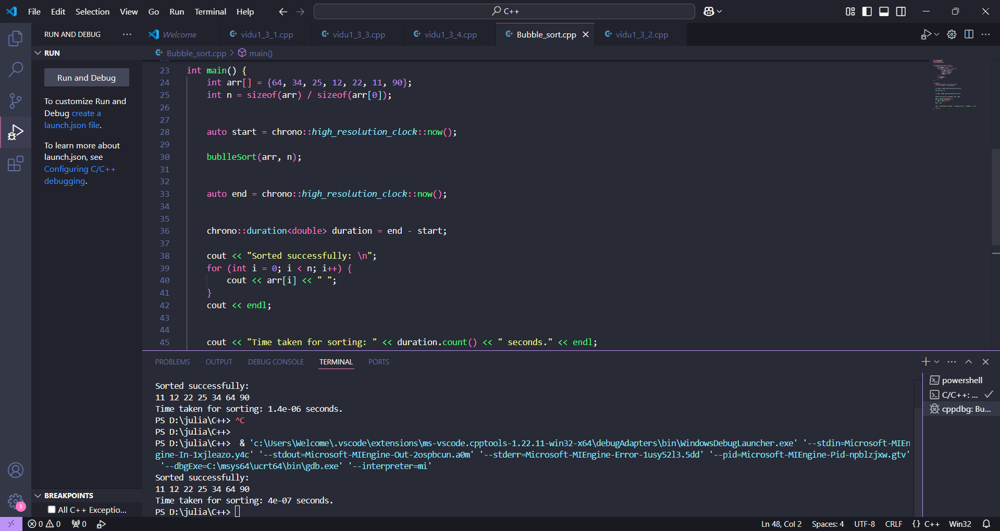 File Edit Selection View Go Run Terminal Help
C++
RUN AND DEBUG ...
Welcome
vidu1_3_1.cpp
vidu1_3_3.cpp
vidu1_3_4.cpp
Bubble_sort.cpp
vidu1_3_2.cpp
RUN
Bubble_sort.cpp > main()
Run and Debug
To customize Run and
Debug create a
launch.json file.
To learn more about
launch.json, see
Configuring C/C++
debugging.
23 int main() {
24 int arr[] = {64, 34, 25, 12, 22, 11, 90};
25 int n = sizeof(arr) / sizeof(arr[0]);
26
27
28 auto start = chrono::high_resolution_clock::now();
29
30 bublleSort(arr, n);
31
32
33 auto end = chrono::high_resolution_clock::now();
34
35
36 chrono::duration<double> duration = end - start;
37
38 cout << "Sorted successfully: \n";
39 for (int i = 0; i < n; i++) {
40 cout << arr[i] << " ";
41 }
42 cout << endl;
43
44
45 cout << "Time taken for sorting: " << duration.count() << " seconds." << endl;
PROBLEMS OUTPUT DEBUG CONSOLE TERMINAL PORTS
Sorted successfully:
11 12 22 25 34 64 90
Time taken for sorting: 1.4e-06 seconds.
PS D:\julia\C++> ^C
PS D:\julia\C++>
PS D:\julia\C++> & 'c:\Users\Welcome\.vscode\extensions\ms-vscode.cpptools-1.22.11-win32-x64\debugAdapters\bin\WindowsDebugLauncher.exe' '--stdin=Microsoft-MIEn
gine-In-1xjleazo.y4c' '--stdout=Microsoft-MIEngine-Out-2ospbcun.a0m' '--stderr=Microsoft-MIEngine-Error-1usy52l3.5dd' '--pid=Microsoft-MIEngine-Pid-npblzjxw.gtv'
'--dbgExe=C:\msys64\ucrt64\bin\gdb.exe' '--interpreter=mi'
Sorted successfully:
11 12 22 25 34 64 90
Time taken for sorting: 4e-07 seconds.
PS D:\julia\C++>
powershell
C/C++: ...
cppdbg: Bu...
BREAKPOINTS
All C++ Exceptio...
1
0 0 0
Ln 48, Col 2 Spaces: 4 UTF-8 CRLF {} C++ Win32